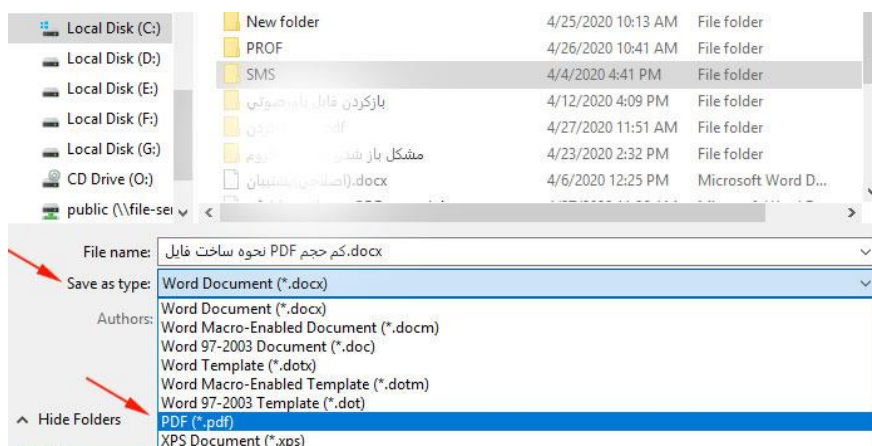 Local Disk (C:)
Local Disk (D:)
Local Disk (E:)
Local Disk (F:)
Local Disk (G:)
CD Drive (O:)
public (\\file-ser
New folder 4/25/2020 10:13 AM File folder
PROF 4/26/2020 10:41 AM File folder
SMS 4/4/2020 4:41 PM File folder
بازکردن فایل 4/12/2020 4:09 PM File folder
4/27/2020 11:51 AM File folder
مشکل باز شدن 4/23/2020 2:32 PM File folder
.docx 4/6/2020 12:25 PM Microsoft Word D...
File name: کم حجم PDF نحوه ساخت فایل.docx
Save as type: Word Document (*.docx)
Authors:
Word Document (*.docx)
Word Macro-Enabled Document (*.docm)
Word 97-2003 Document (*.doc)
Word Template (*.dotx)
Word Macro-Enabled Template (*.dotm)
Word 97-2003 Template (*.dot)
Hide Folders
PDF (*.pdf)
XPS Document (*.xps)